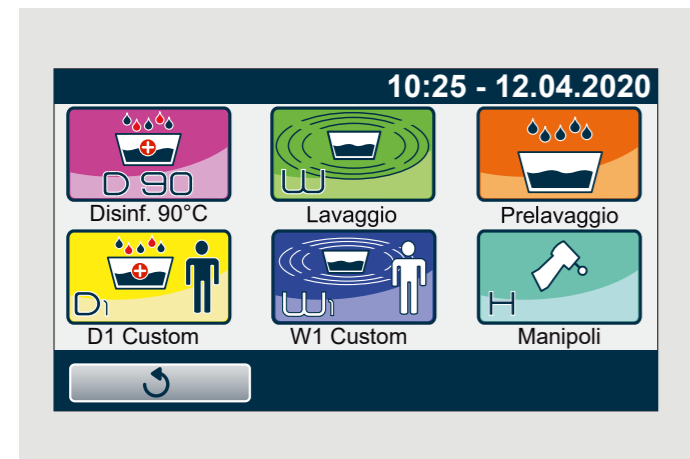 10:25 - 12.04.2020
D 90
W
Disinf. 90°C
Lavaggio
Prelavaggio
D1
W1
H
D1 Custom
W1 Custom
Manipoli